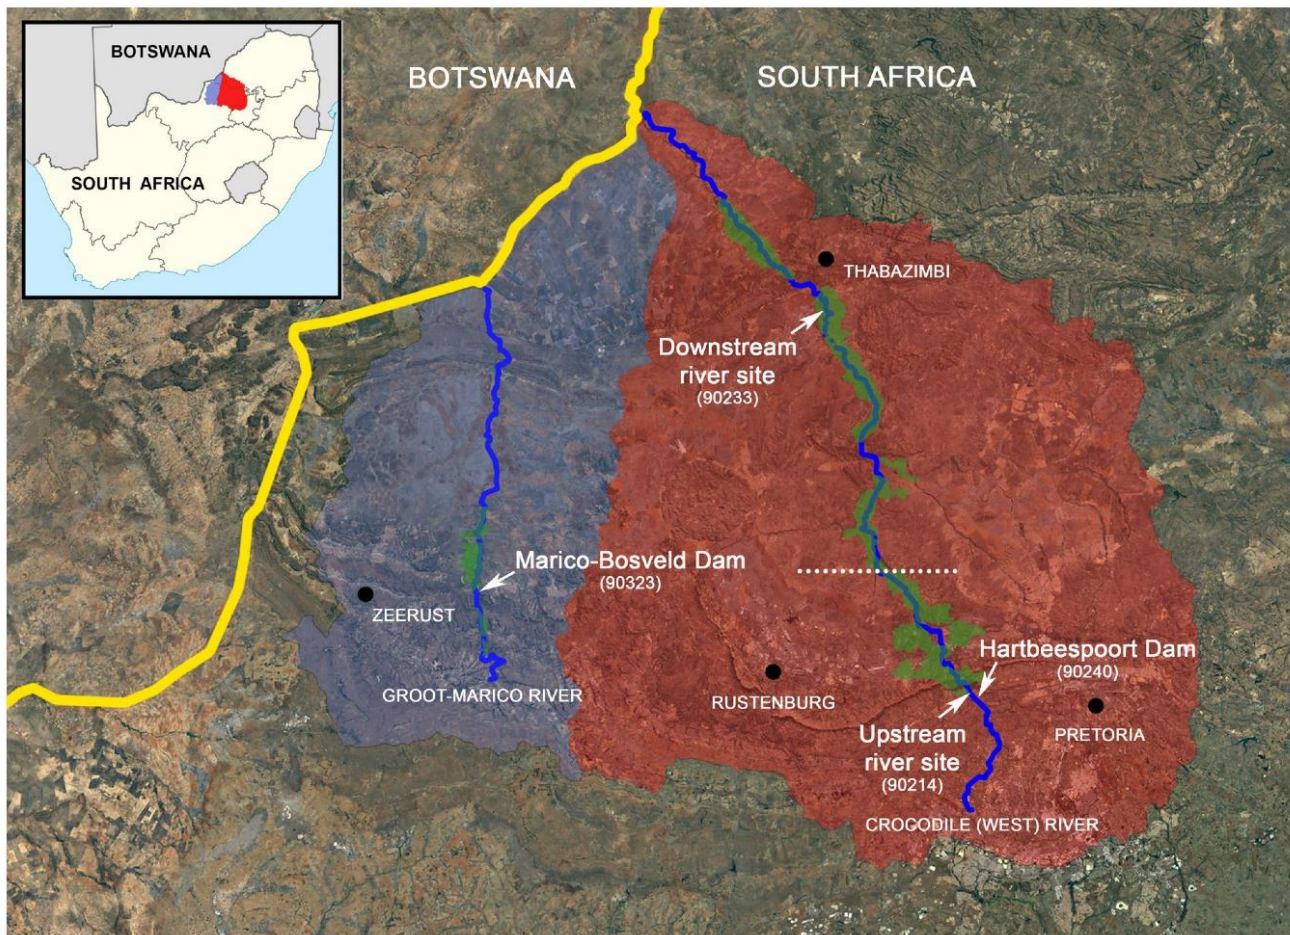 BOTSWANA
SOUTH AFRICA
BOTSWANA
SOUTH AFRICA
THABAZIMBI
Downstream
river site
(90233)
Marico-Bosveld Dam
(90323)
ZEERUST
GROOT-MARICO RIVER
Hartbeespoort Dam
(90240)
RUSTENBURG
PRETORIA
Upstream
river site
(90214)
CROCODILE (WEST) RIVER